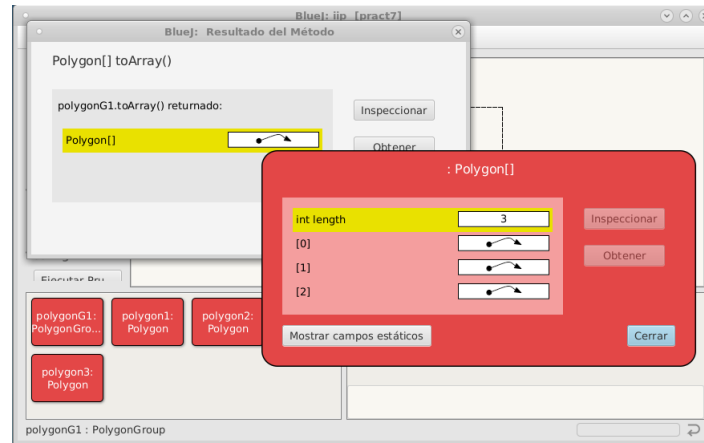 BlueJ: iip [pract7]
BlueJ: Resultado del Método
Polygon[] toArray()
polygonG1.toArray() returnado:
Inspeccionar
Polygon[]
Obtener
: Polygon[]
int length 3
Inspeccionar
[0]
Obtener
[1]
[2]
Mostrar campos estáticos
Cerrar
Ejecutar Pru
polygonG1:
PolygonGro...
polygon1:
Polygon
polygon2:
Polygon
polygon3:
Polygon
polygonG1 : PolygonGroup